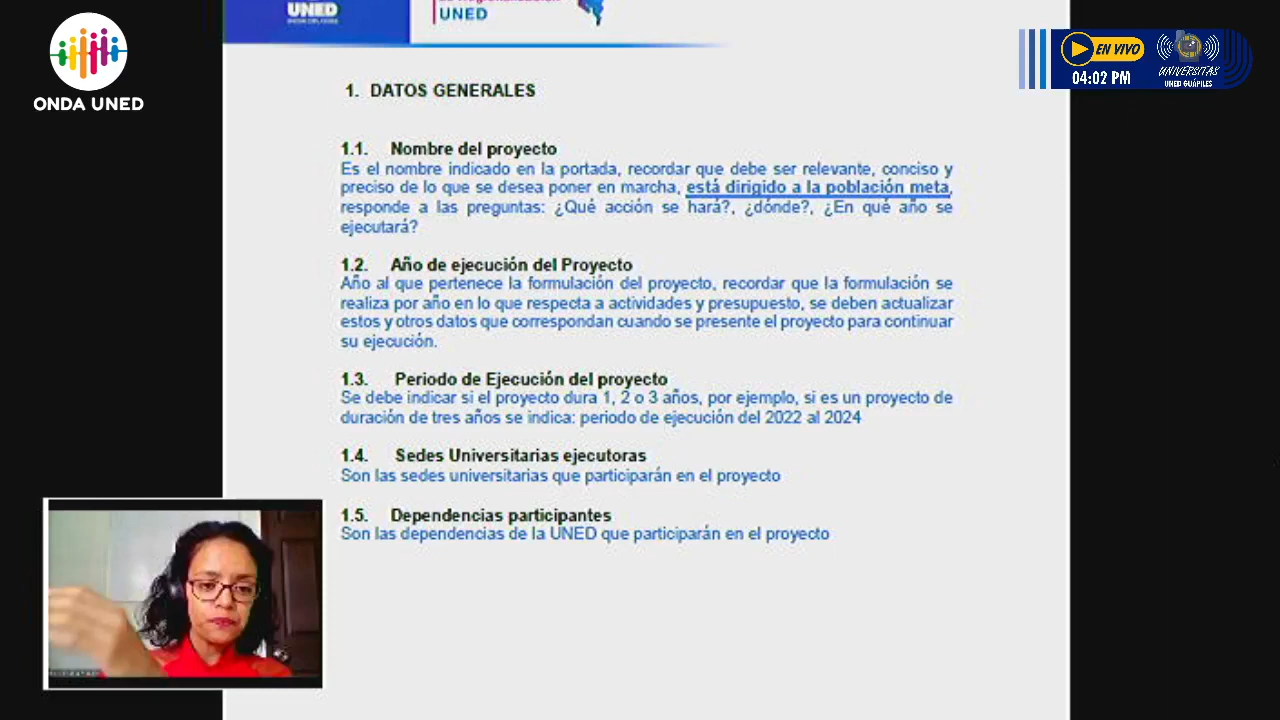 UNED
UNED
ONDA UNED
EN VIVO
04:02 PM
UNIVERSITAS
UNED GUÁPILES
1. DATOS GENERALES
1.1. Nombre del proyecto
Es el nombre indicado en la portada, recordar que debe ser relevante, conciso y
preciso de lo que se desea poner en marcha, está dirigido a la población meta,
responde a las preguntas: ¿Qué acción se hará?, ¿dónde?, ¿En qué año se
ejecutará?
1.2. Año de ejecución del Proyecto
Año al que pertenece la formulación del proyecto, recordar que la formulación se
realiza por año en lo que respecta a actividades y presupuesto, se deben actualizar
estos y otros datos que correspondan cuando se presente el proyecto para continuar
su ejecución.
1.3. Periodo de Ejecución del proyecto
Se debe indicar si el proyecto dura 1, 2 o 3 años, por ejemplo, si es un proyecto de
duración de tres años se indica: periodo de ejecución del 2022 al 2024
1.4. Sedes Universitarias ejecutoras
Son las sedes universitarias que participarán en el proyecto
1.5. Dependencias participantes
Son las dependencias de la UNED que participarán en el proyecto